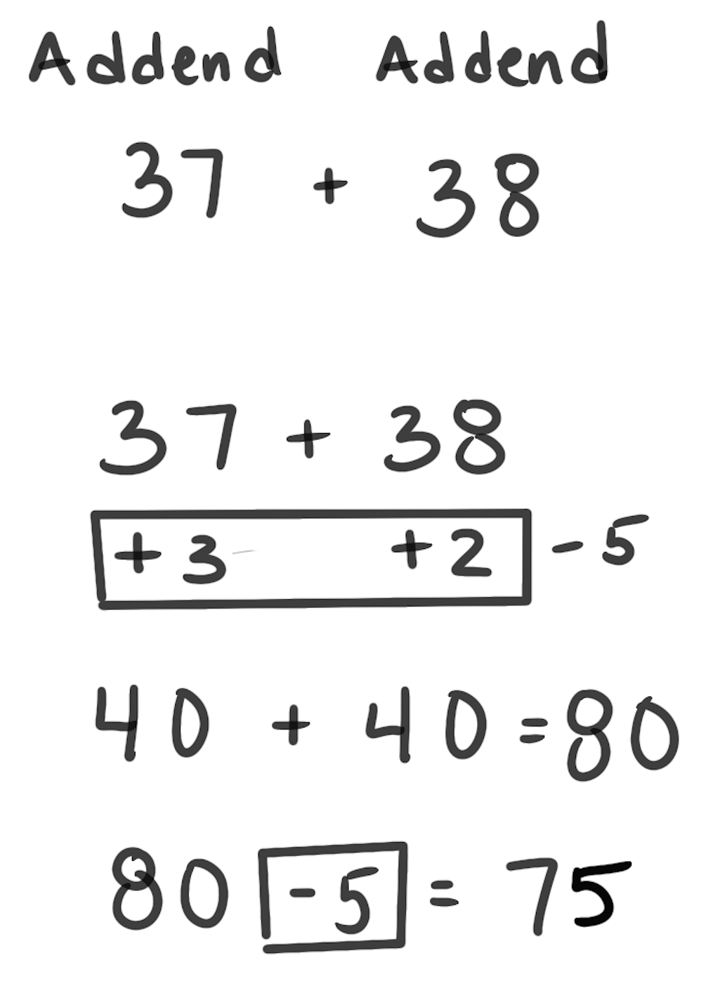 Addend Addend
37 + 38
37 + 38
+3 +2 -5
40 + 40 = 80
80 -5 = 75